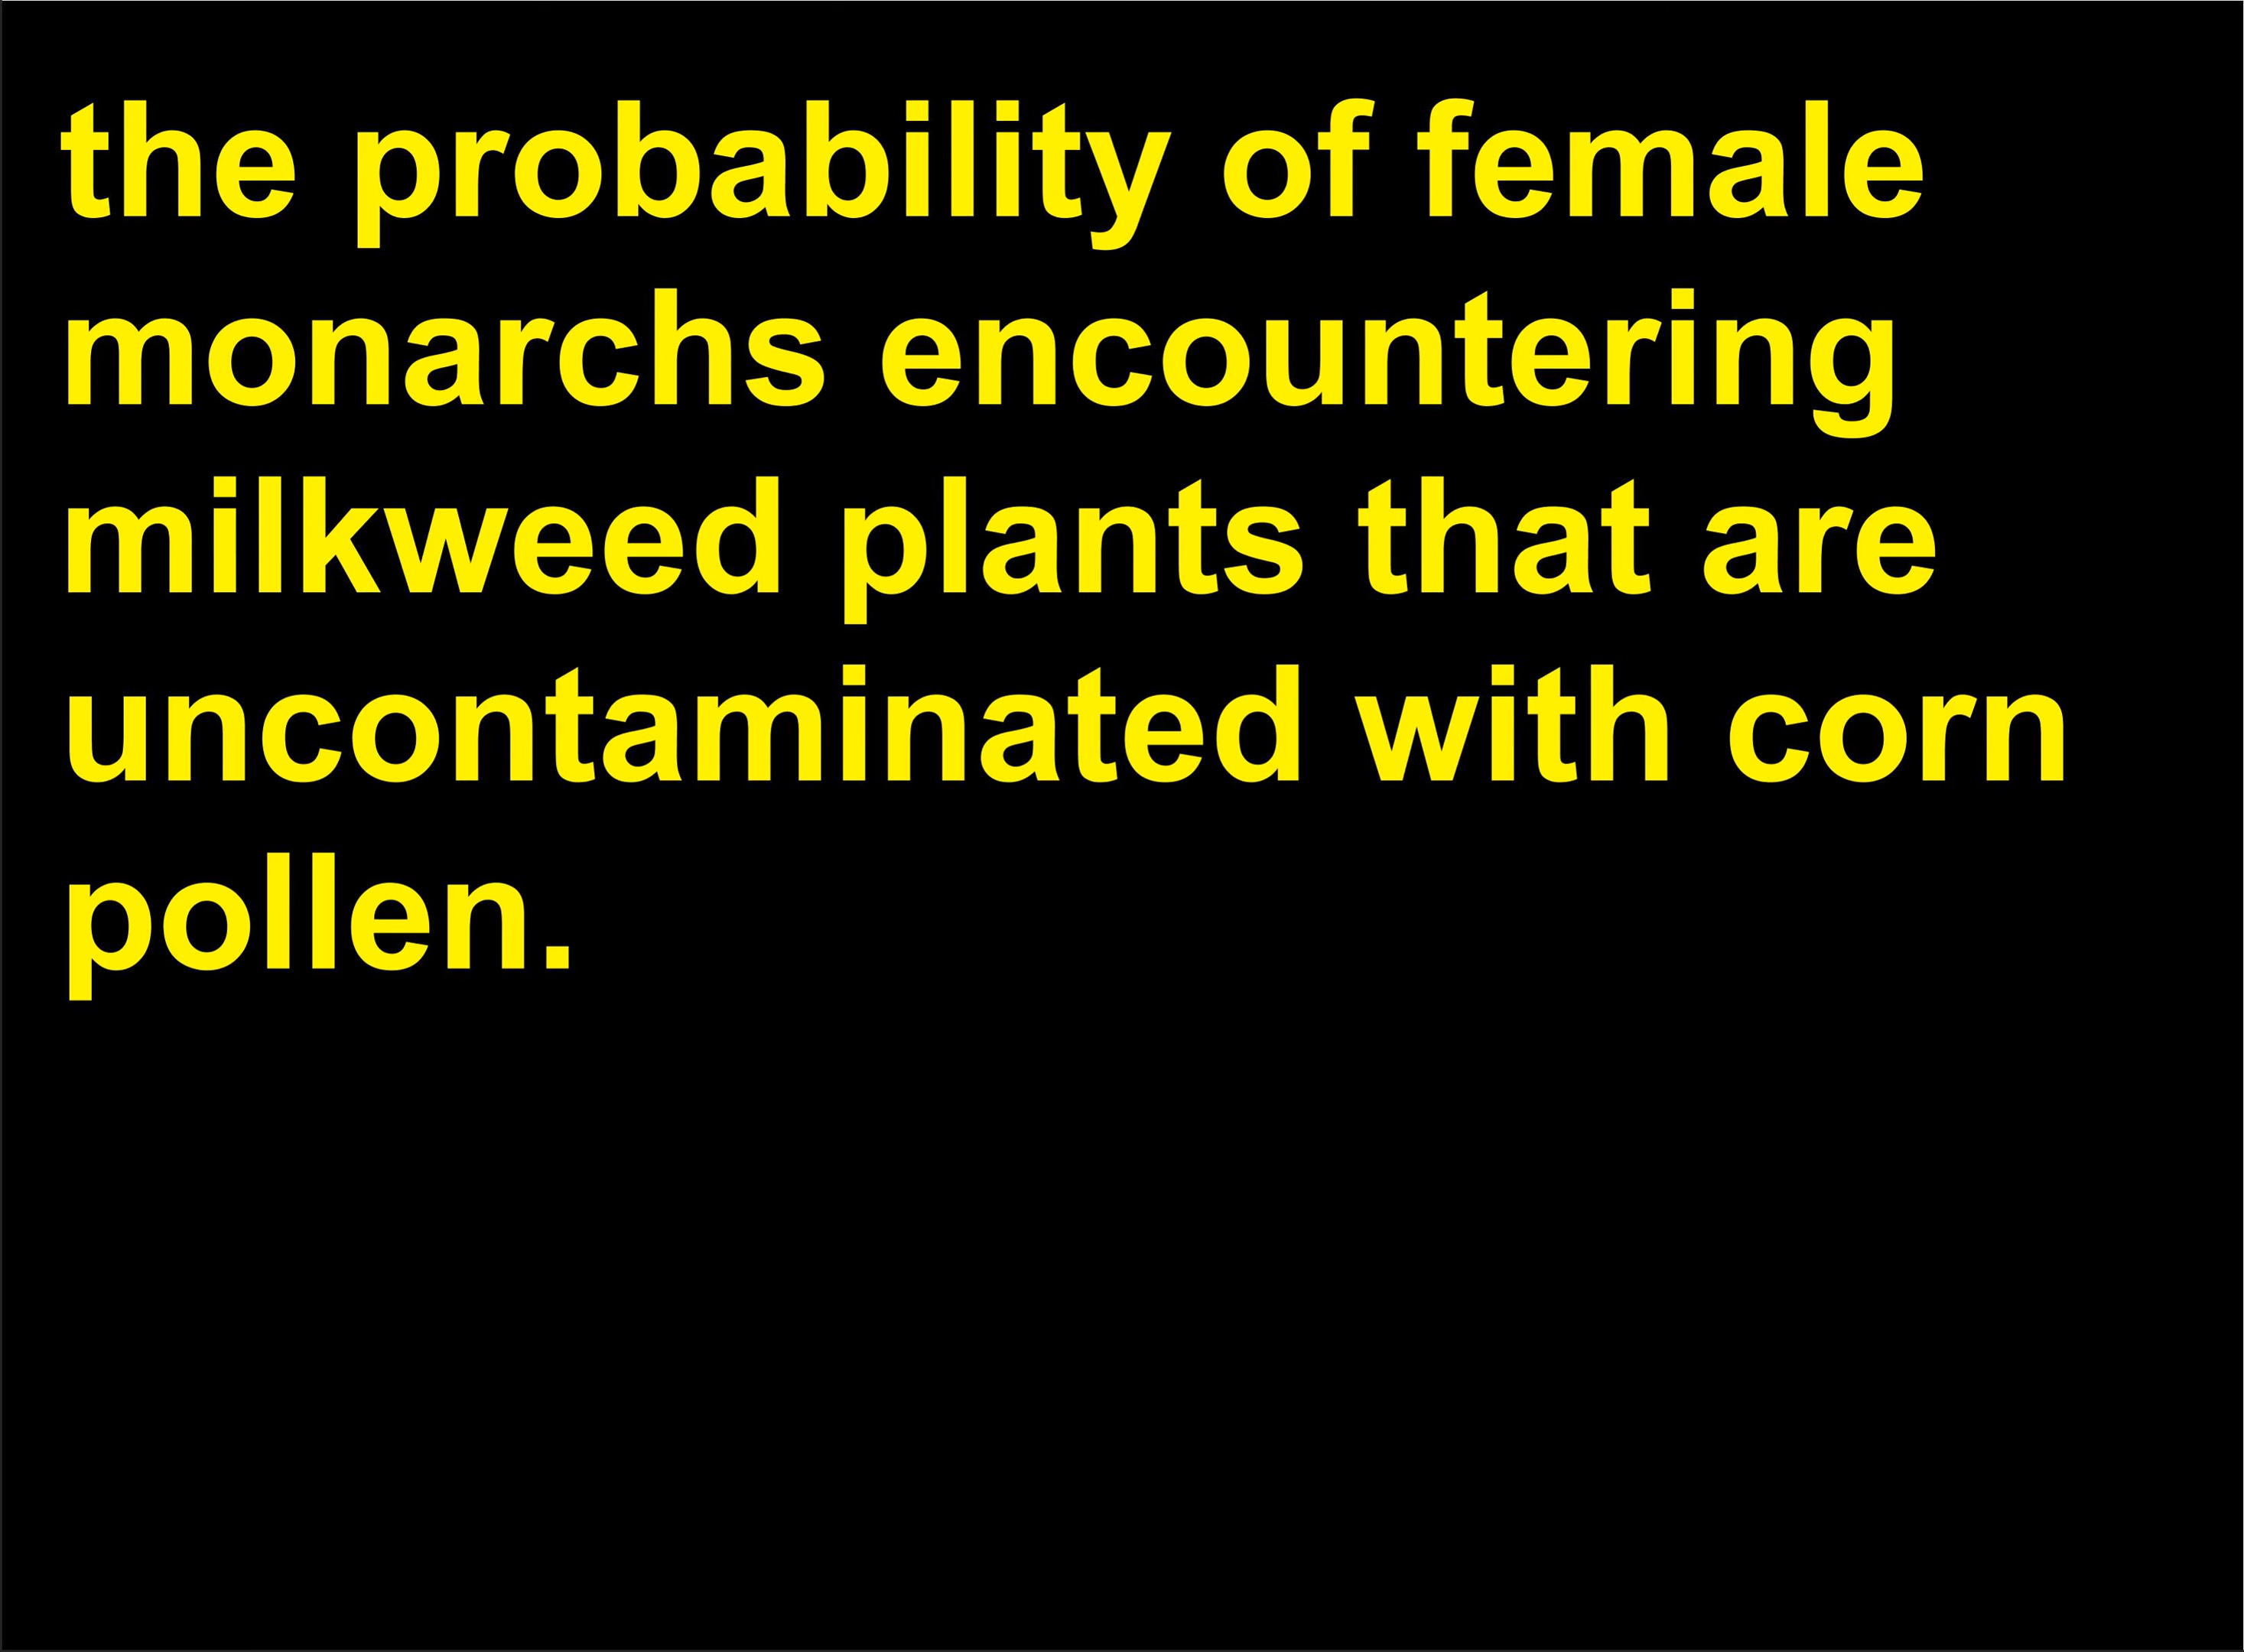 the probability of female
monarchs encountering
milkweed plants that are
uncontaminated with corn
pollen.